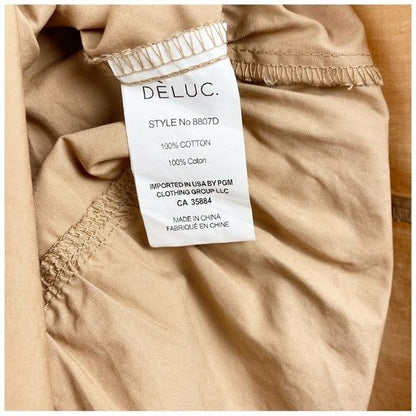 DÈLUC.
STYLE No 8807D
100% COTTON
100% Coton
IMPORTED IN USA BY PGM
CLOTHING GROUP LLC
CA 35884
MADE IN CHINA
FABRIQUÉ EN CHINE